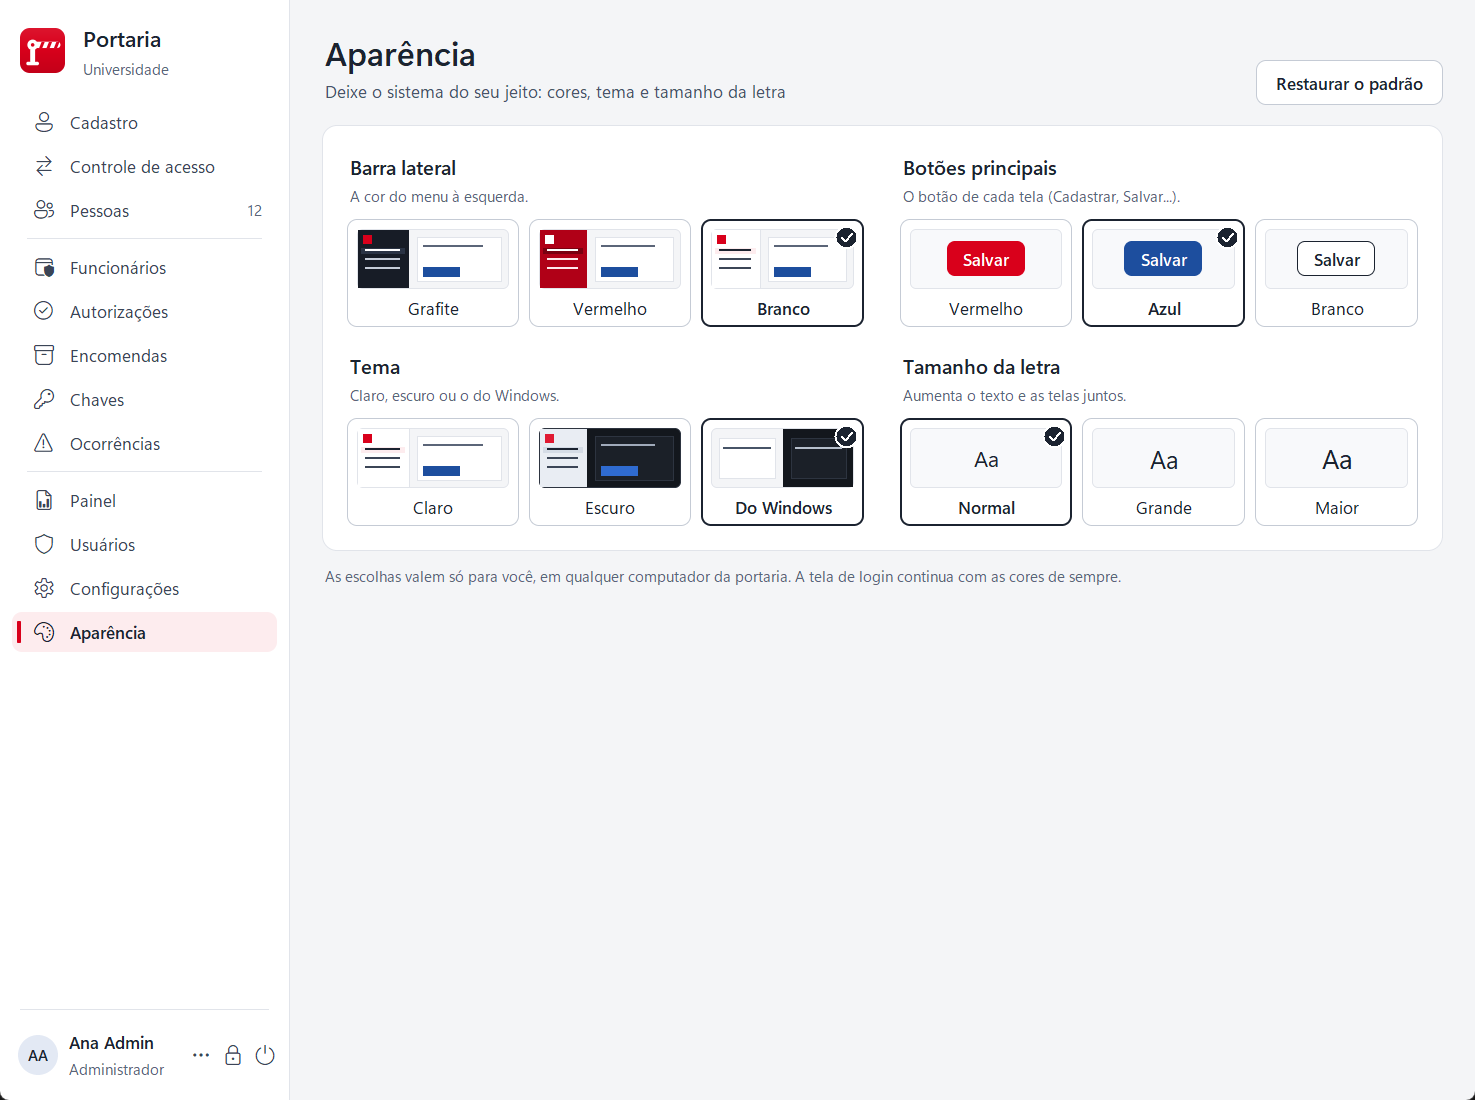 Portaria
Universidade
Cadastro
Controle de acesso
Pessoas 12
Funcionários
Autorizações
Encomendas
Chaves
Ocorrências
Painel
Usuários
Configurações
Aparência
AA
Ana Admin
Administrador
Aparência
Deixe o sistema do seu jeito: cores, tema e tamanho da letra
Restaurar o padrão
Barra lateral
A cor do menu à esquerda.
Grafite
Vermelho
Branco
Botões principais
O botão de cada tela (Cadastrar, Salvar...).
Salvar
Vermelho
Salvar
Azul
Salvar
Branco
Tema
Claro, escuro ou o do Windows.
Claro
Escuro
Do Windows
Tamanho da letra
Aumenta o texto e as telas juntos.
Aa
Normal
Aa
Grande
Aa
Maior
As escolhas valem só para você, em qualquer computador da portaria. A tela de login continua com as cores de sempre.